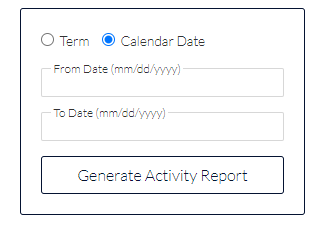 Term Calendar Date
From Date (mm/dd/yyyy)
To Date (mm/dd/yyyy)
Generate Activity Report